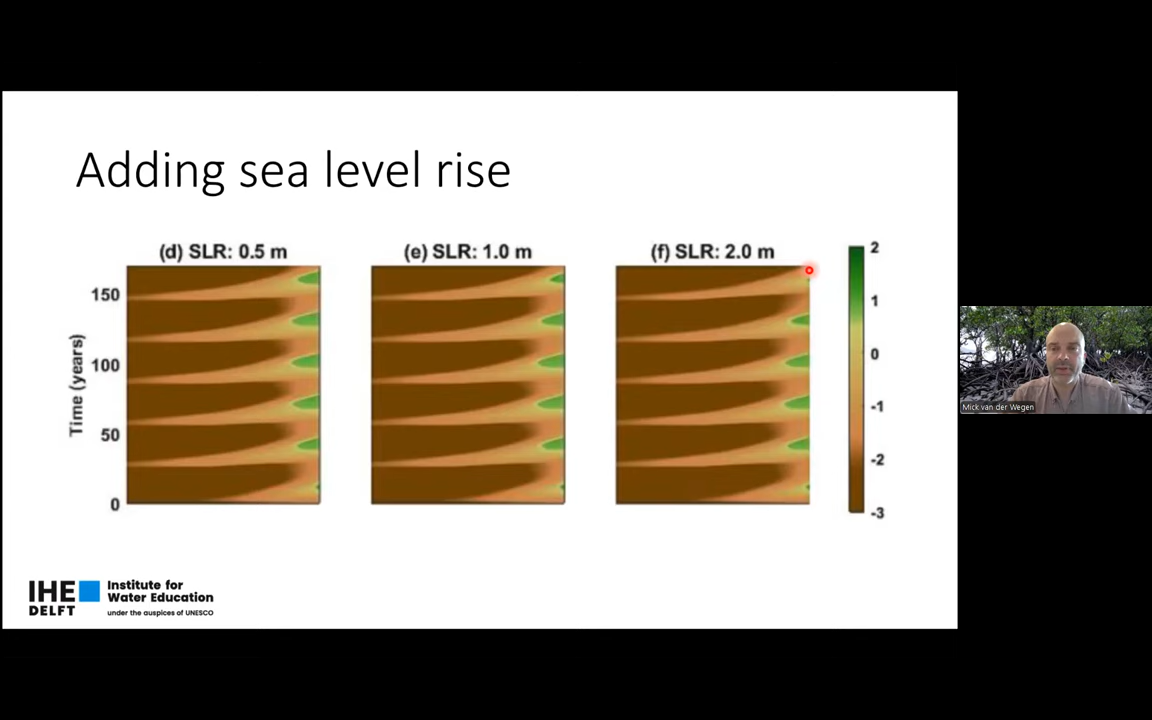 Adding sea level rise
(d) SLR: 0.5 m
(e) SLR: 1.0 m
(f) SLR: 2.0 m
Time (years)
150
100
50
0
2
1
0
-1
-2
-3
IHE
DELFT
Institute for
Water Education
under the auspices of UNESCO
Mick van der Wegen